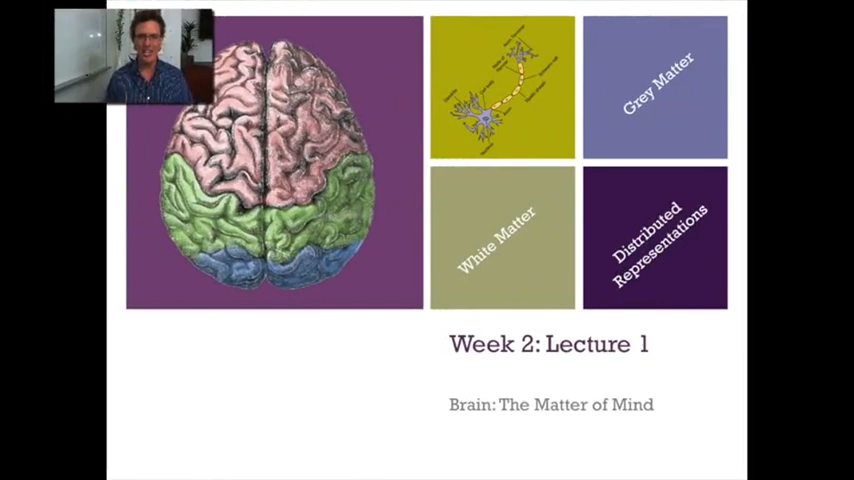 Grey Matter
White Matter
Distributed
Representations
Week 2: Lecture 1
Brain: The Matter of Mind